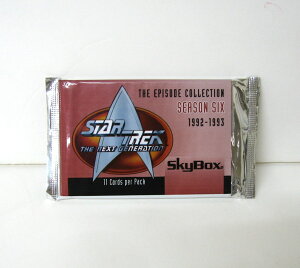 THE EPISODE COLLECTION
SEASON SIX
1992-1993
STAR TREK
THE NEXT GENERATION
SkyBox
11 Cards per Pack